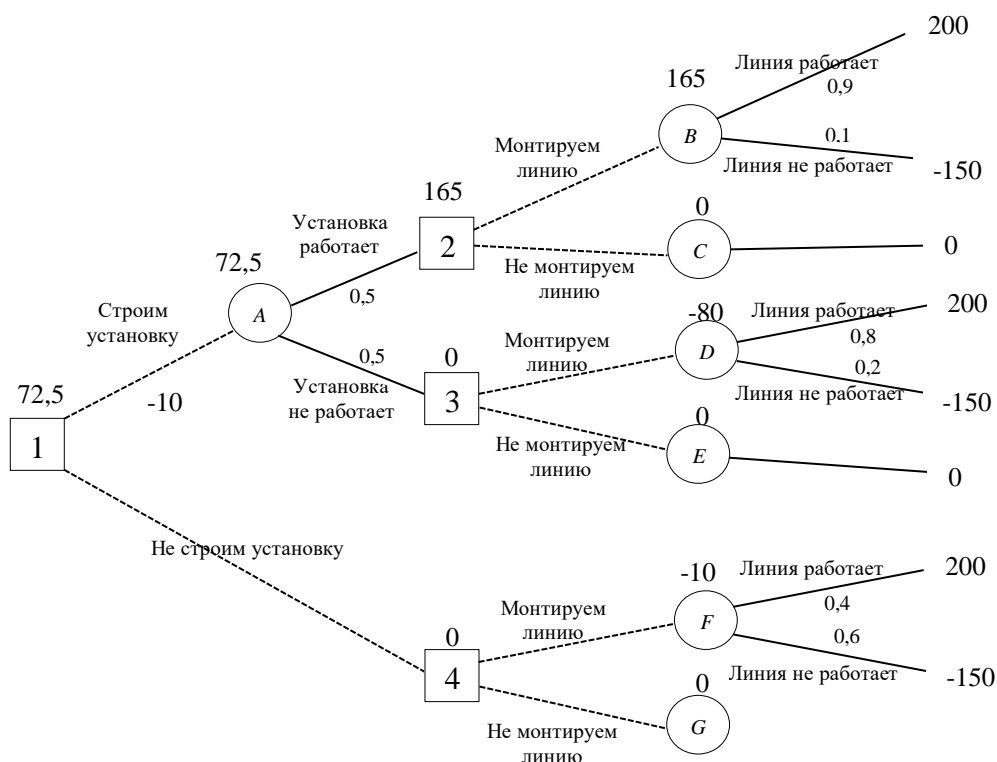 200
Линия работает
0,9
165
B
0,1
Линия не работает
-150
Монтируем
линию
165
2
0
C
0
Не монтируем
линию
Установка
работает
0,5
72,5
A
Строим
установку
-10
0,5
Установка
не работает
0
3
Монтируем
линию
-80
D
Линия работает
200
0,8
0,2
Линия не работает
-150
Не монтируем
линию
0
E
0
72,5
1
Не строим установку
0
4
Монтируем
линию
-10
F
Линия работает
200
0,4
0,6
Линия не работает
-150
Не монтируем
линию
0
G